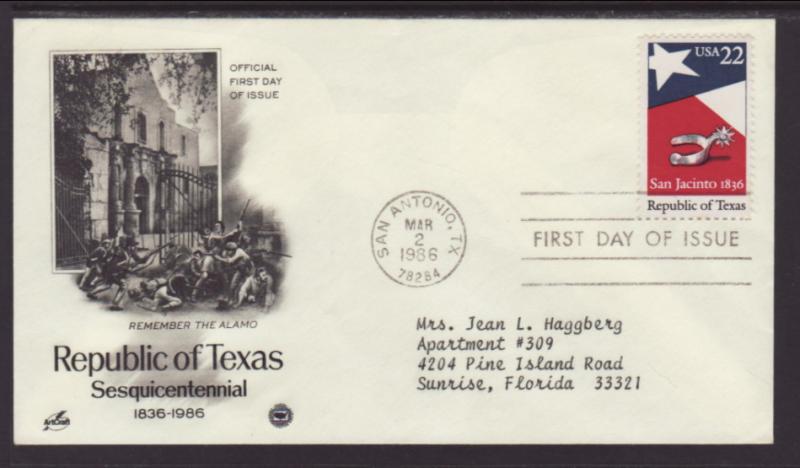 OFFICIAL
FIRST DAY
OF ISSUE
USA 22
San Jacinto 1836
Republic of Texas
SAN ANTONIO, TX
MAR
2
1986
78284
FIRST DAY OF ISSUE
REMEMBER THE ALAMO
Republic of Texas
Sesquicentennial
1836-1986
ArtCraft
Mrs. Jean L. Haggberg
Apartment #309
4204 Pine Island Road
Sunrise, Florida 33321